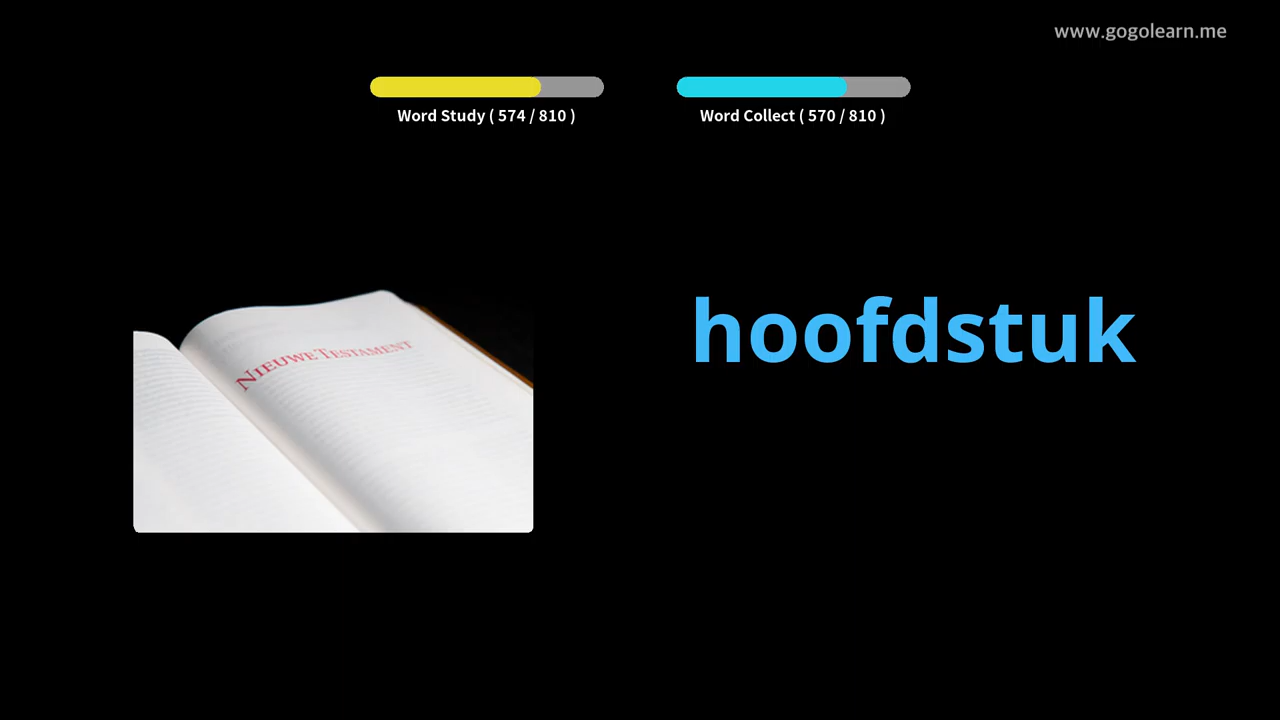 www.gogolearn.me
Word Study ( 574 / 810 )
Word Collect ( 570 / 810 )
hoofdstuk
NIEUWE TESTAMENT